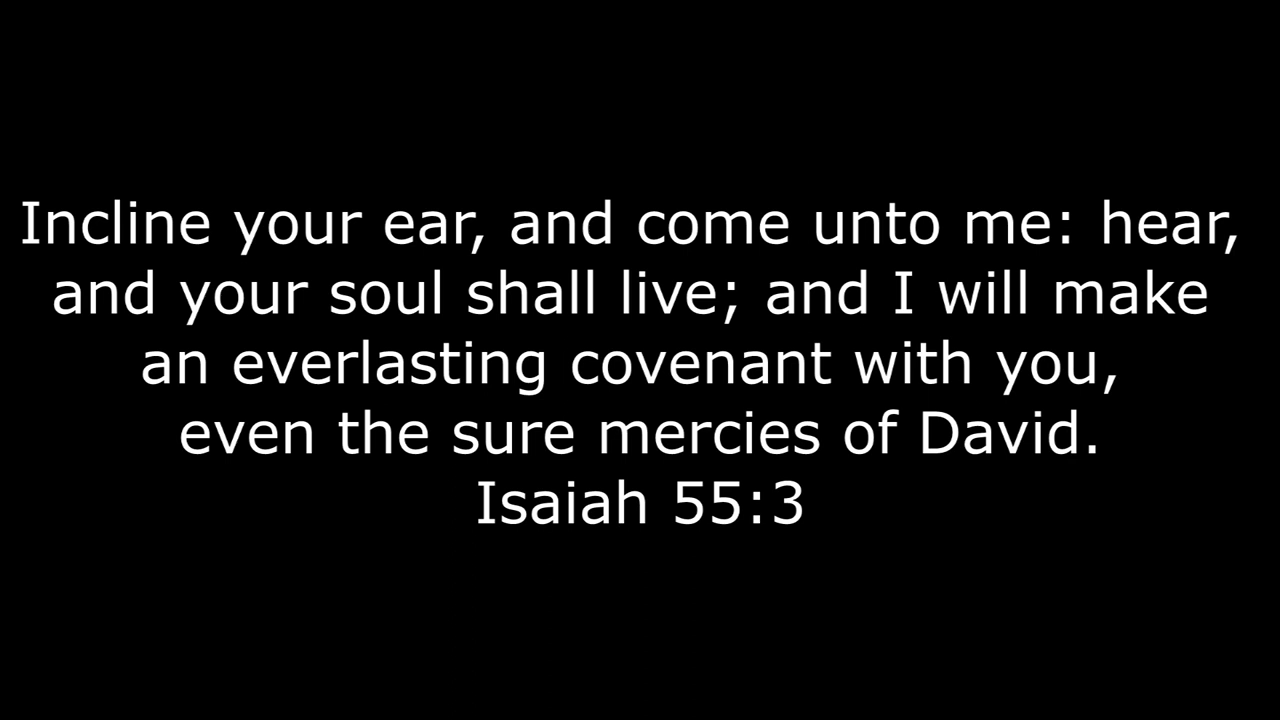 Incline your ear, and come unto me: hear,
and your soul shall live; and I will make
an everlasting covenant with you,
even the sure mercies of David.
Isaiah 55:3